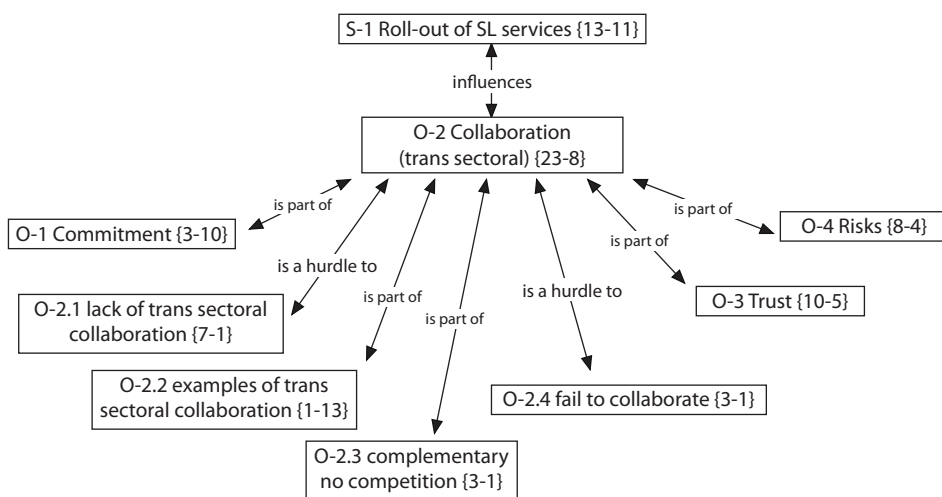 S-1 Roll-out of SL services {13-11}
influences
O-2 Collaboration
(trans sectoral) {23-8}
is part of
O-1 Commitment {3-10}
is part of
O-4 Risks {8-4}
is part of
is a hurdle to
O-3 Trust {10-5}
O-2.1 lack of trans sectoral
collaboration {7-1}
is part of
is part of
is a hurdle to
O-2.2 examples of trans
sectoral collaboration {1-13}
O-2.4 fail to collaborate {3-1}
O-2.3 complementary
no competition {3-1}